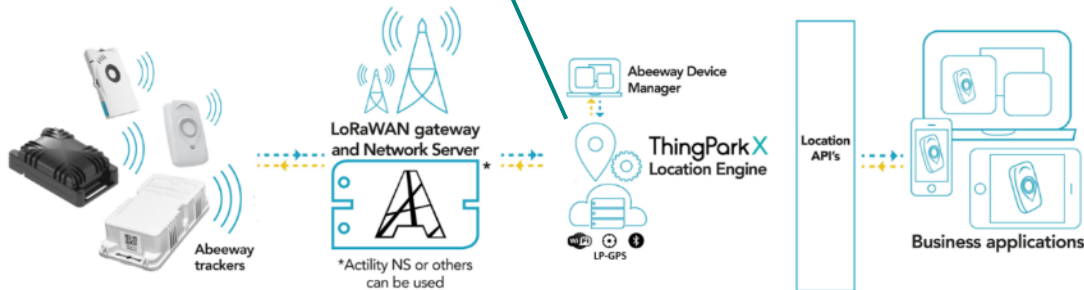 Abeeway
trackers
LoRaWAN gateway
and Network Server
*
*Actility NS or others
can be used
Abeeway Device
Manager
ThingPark X
Location Engine
WiFi
LP-GPS
Location
API's
Business applications